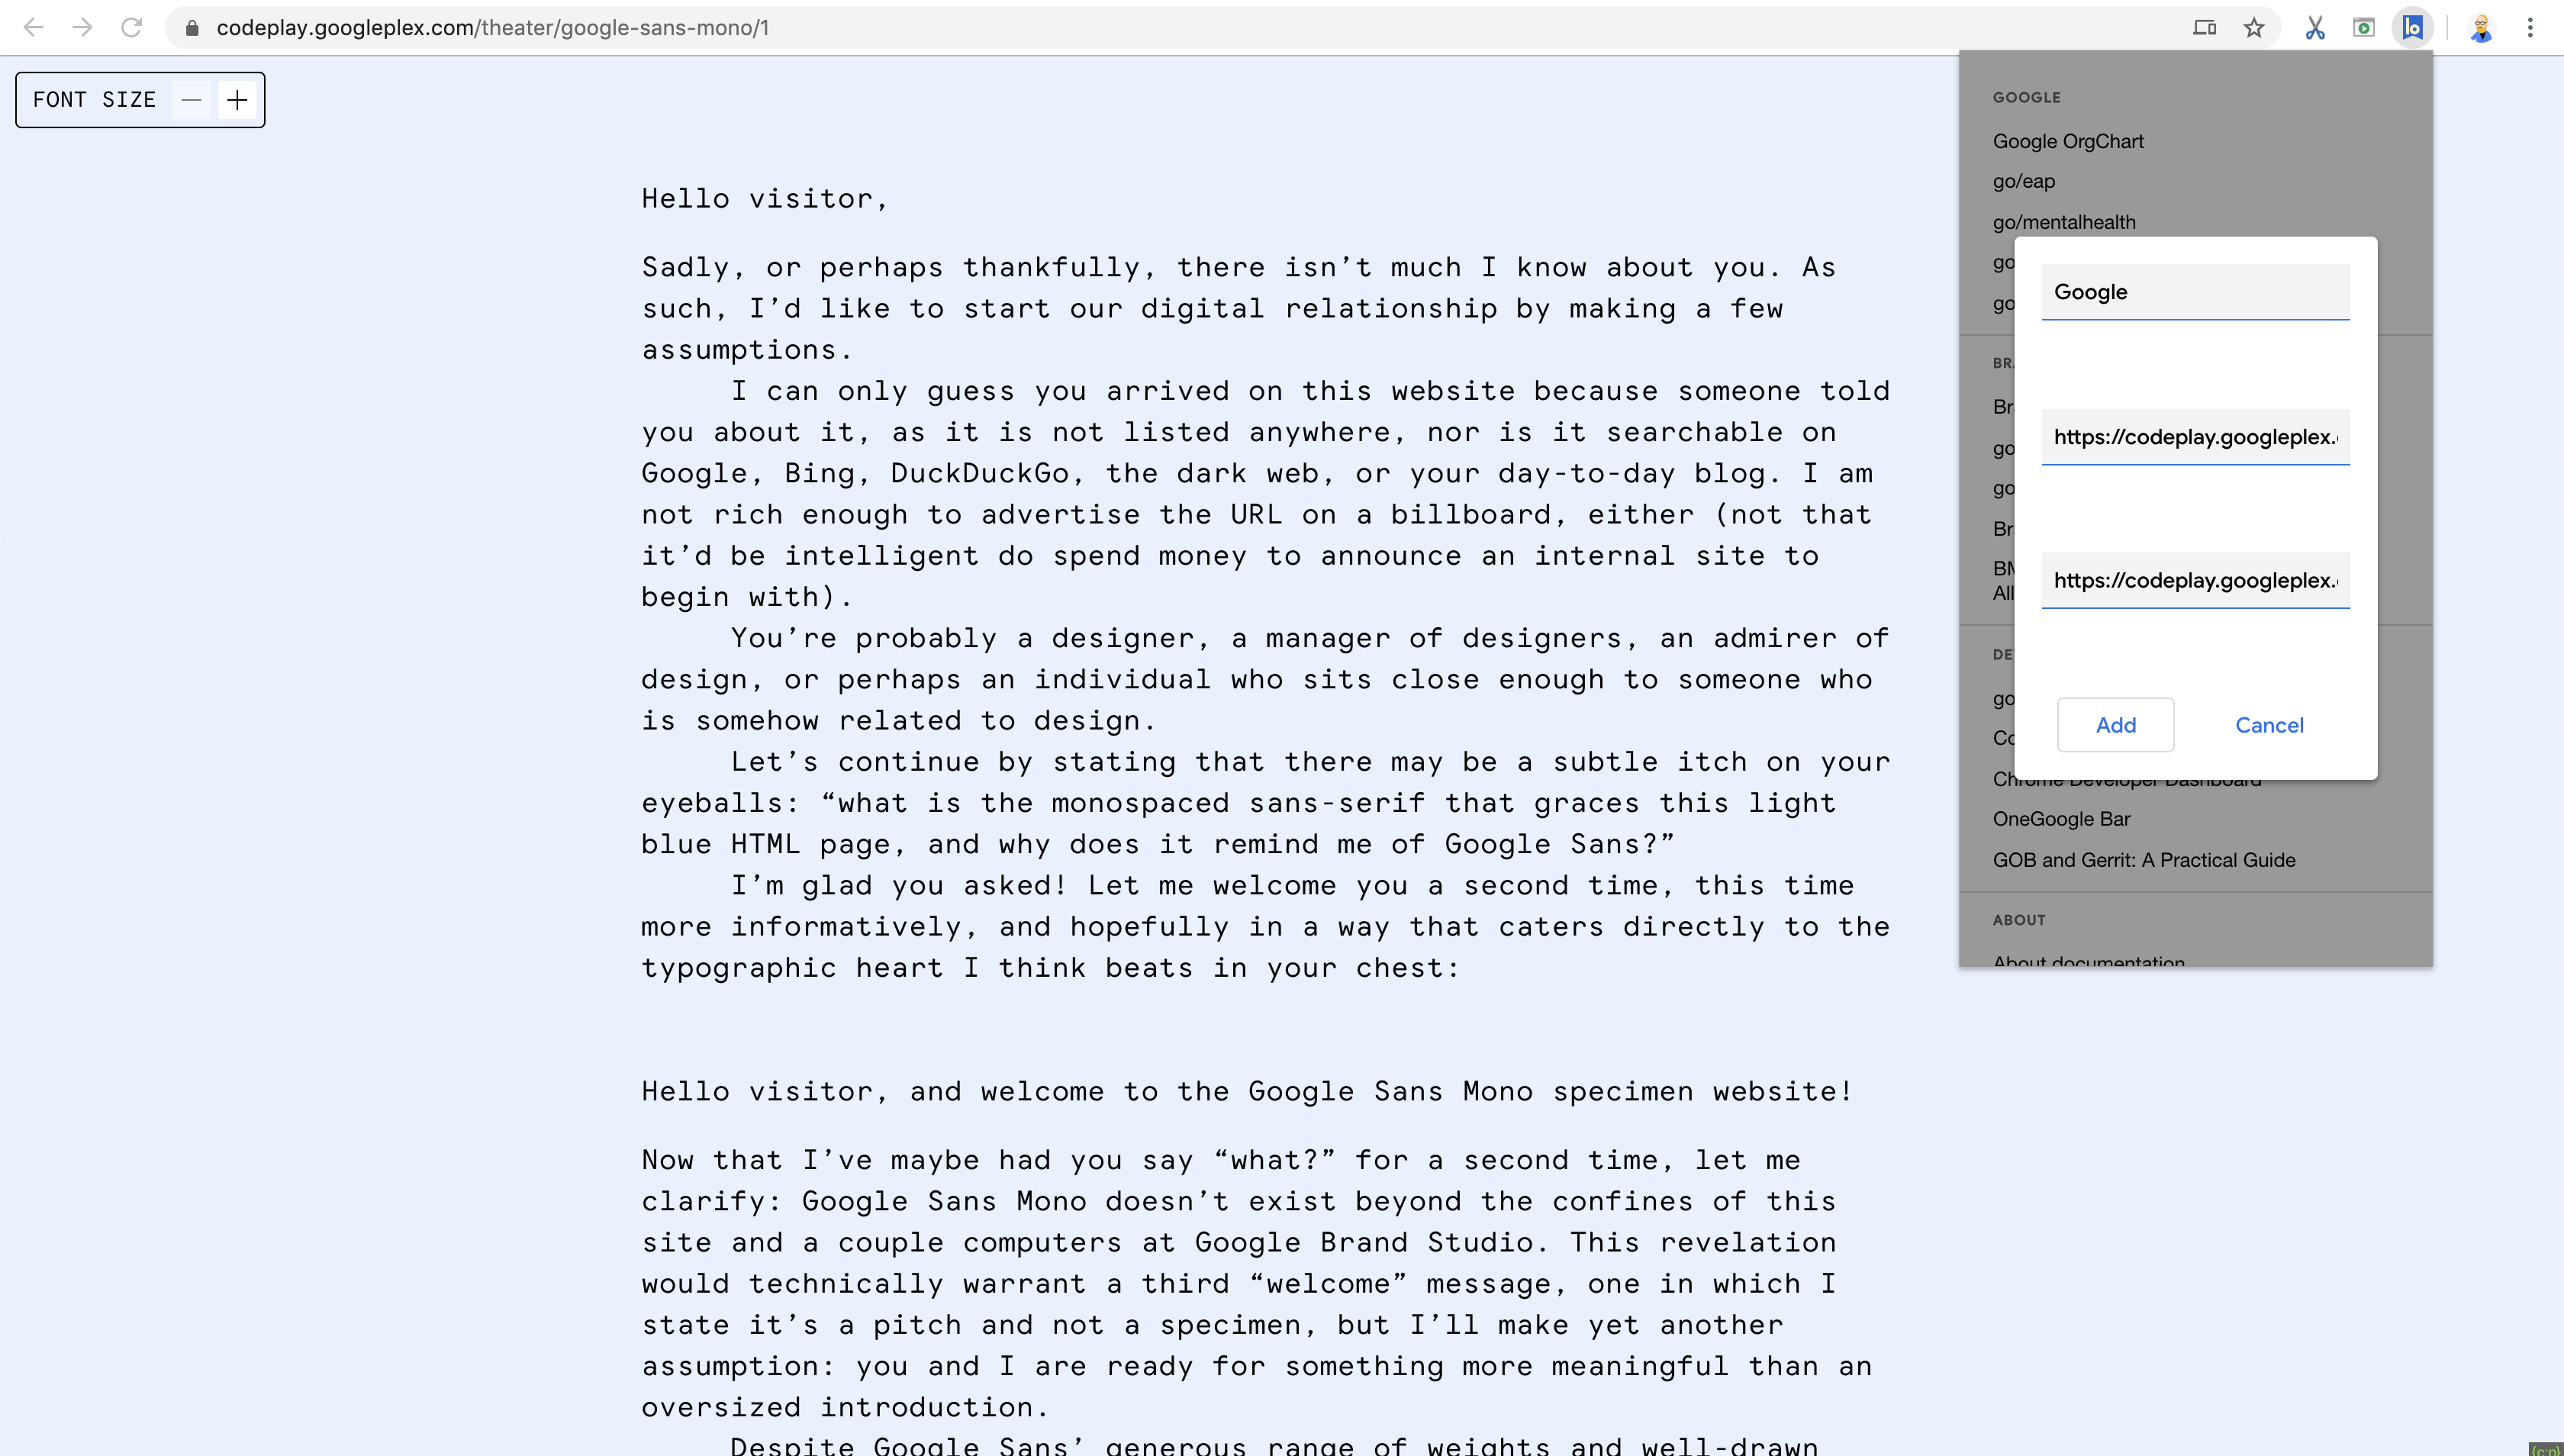 codeplay.googleplex.com/theater/google-sans-mono/1
lo
FONT SIZE — +
Hello visitor,
Sadly, or perhaps thankfully, there isn’t much I know about you. As
such, I’d like to start our digital relationship by making a few
assumptions.
I can only guess you arrived on this website because someone told
you about it, as it is not listed anywhere, nor is it searchable on
Google, Bing, DuckDuckGo, the dark web, or your day-to-day blog. I am
not rich enough to advertise the URL on a billboard, either (not that
it’d be intelligent do spend money to announce an internal site to
begin with).
You’re probably a designer, a manager of designers, an admirer of
design, or perhaps an individual who sits close enough to someone who
is somehow related to design.
Let’s continue by stating that there may be a subtle itch on your
eyeballs: “what is the monospaced sans-serif that graces this light
blue HTML page, and why does it remind me of Google Sans?”
I’m glad you asked! Let me welcome you a second time, this time
more informatively, and hopefully in a way that caters directly to the
typographic heart I think beats in your chest:
Hello visitor, and welcome to the Google Sans Mono specimen website!
Now that I’ve maybe had you say “what?” for a second time, let me
clarify: Google Sans Mono doesn’t exist beyond the confines of this
site and a couple computers at Google Brand Studio. This revelation
would technically warrant a third “welcome” message, one in which I
state it’s a pitch and not a specimen, but I’ll make yet another
assumption: you and I are ready for something more meaningful than an
oversized introduction.
Despite Google Sans’ generous range of weights and well-drawn
GOOGLE
Google OrgChart
go/eap
go/mentalhealth
go
go
BR
Br
go
go
Br
BM
All
DE
go
Co
Chrome Developer Dashboard
OneGoogle Bar
GOB and Gerrit: A Practical Guide
ABOUT
About documentation
Google
https://codeplay.googleplex.
https://codeplay.googleplex.
Add
Cancel
{c:p}